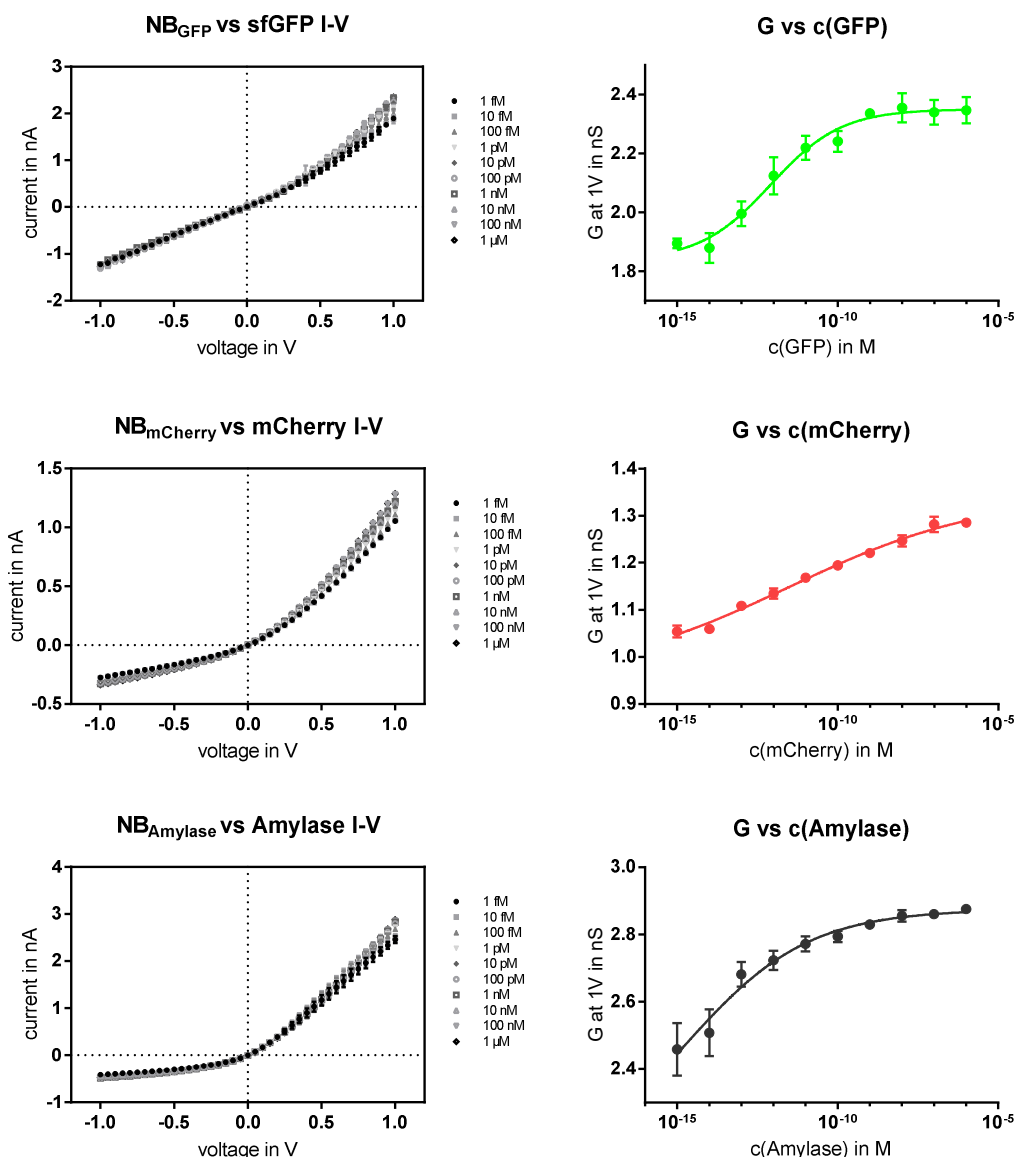 NB_GFP vs sfGFP I-V
current in nA
3
2
1
0
-1
-2
-1.0 -0.5 0.0 0.5 1.0
voltage in V
1 fM
10 fM
100 fM
1 pM
10 pM
100 pM
1 nM
10 nM
100 nM
1 µM
G vs c(GFP)
G at 1V in nS
2.4
2.2
2.0
1.8
10^-15 10^-10 10^-5
c(GFP) in M
NB_mCherry vs mCherry I-V
current in nA
1.5
1.0
0.5
0.0
-0.5
-1.0 -0.5 0.0 0.5 1.0
voltage in V
1 fM
10 fM
100 fM
1 pM
10 pM
100 pM
1 nM
10 nM
100 nM
1 µM
G vs c(mCherry)
G at 1V in nS
1.4
1.3
1.2
1.1
1.0
0.9
10^-15 10^-10 10^-5
c(mCherry) in M
NB_Amylase vs Amylase I-V
current in nA
4
3
2
1
0
-1
-1.0 -0.5 0.0 0.5 1.0
voltage in V
1 fM
10 fM
100 fM
1 pM
10 pM
100 pM
1 nM
10 nM
100 nM
1 µM
G vs c(Amylase)
G at 1V in nS
3.0
2.8
2.6
2.4
10^-15 10^-10 10^-5
c(Amylase) in M